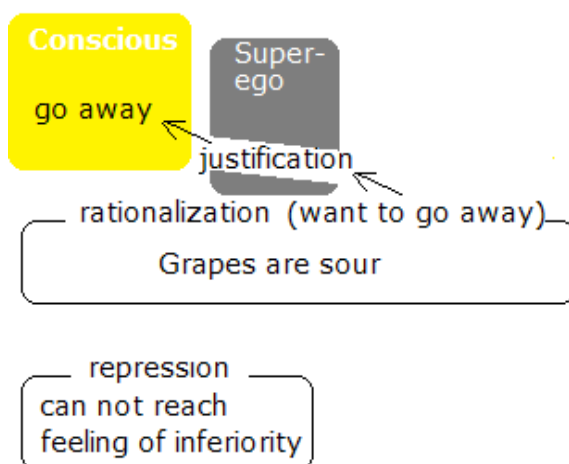 Conscious
Super-
ego
go away
justification
rationalization (want to go away)
Grapes are sour
repression
can not reach
feeling of inferiority